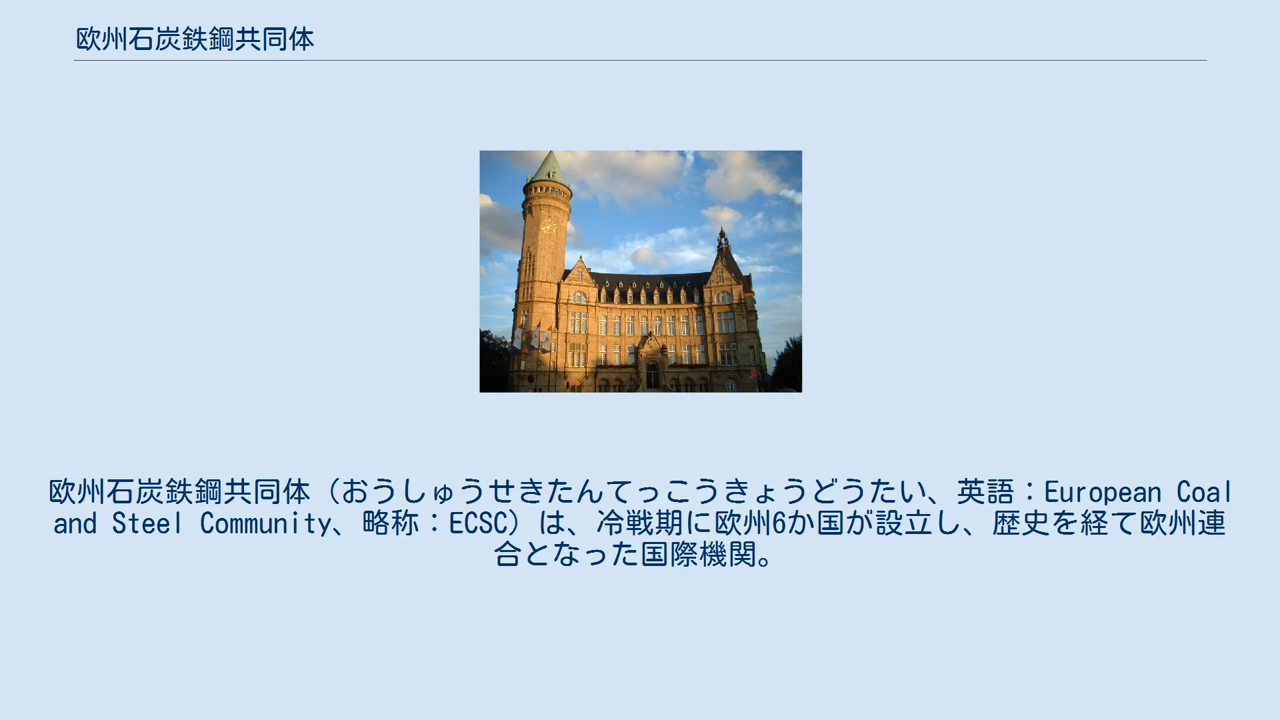 欧州石炭鉄鋼共同体
欧州石炭鉄鋼共同体（おうしゅうせきたんてっこうきょうどうたい、英語：European Coal
and Steel Community、略称：ECSC）は、冷戦期に欧州6か国が設立し、歴史を経て欧州連
合となった国際機関。